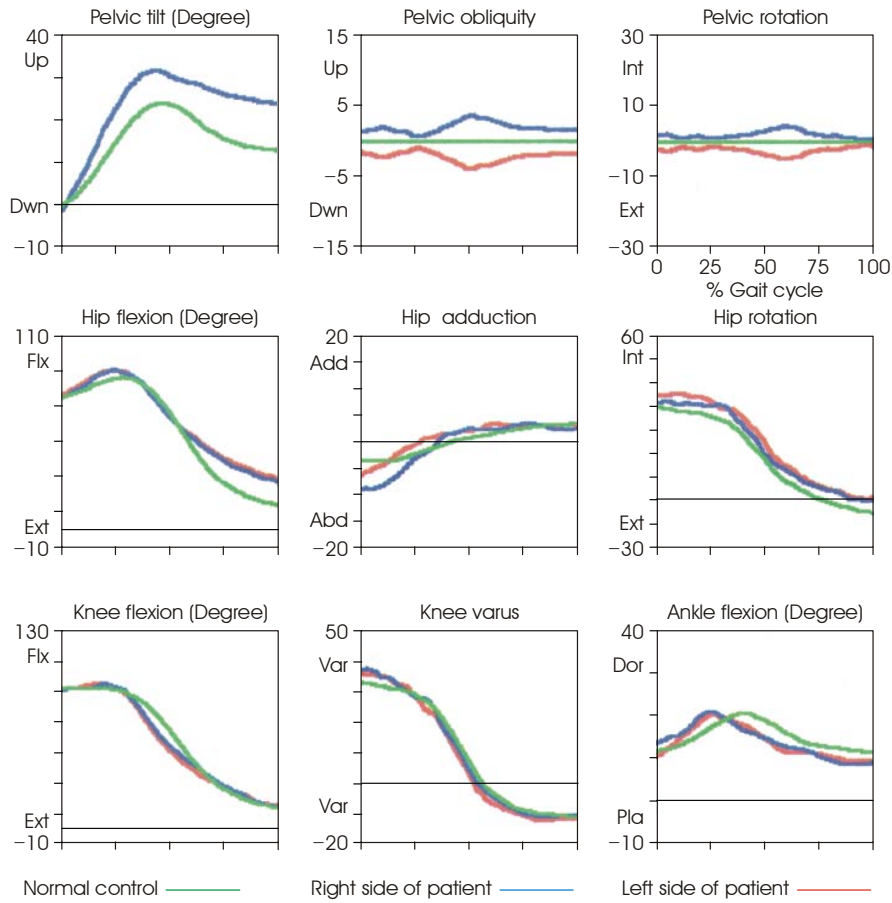 Pelvic tilt (Degree)
40
Up
Dwn
−10
Pelvic obliquity
15
Up
5
−5
Dwn
−15
Pelvic rotation
30
Int
10
−10
Ext
−30
0 25 50 75 100
% Gait cycle
Hip flexion (Degree)
110
Flx
Ext
−10
Hip adduction
20
Add
Abd
−20
Hip rotation
60
Int
Ext
−30
Knee flexion (Degree)
130
Flx
Ext
−10
Knee varus
50
Var
Var
−20
Ankle flexion (Degree)
40
Dor
Pla
−10
Normal control Right side of patient Left side of patient